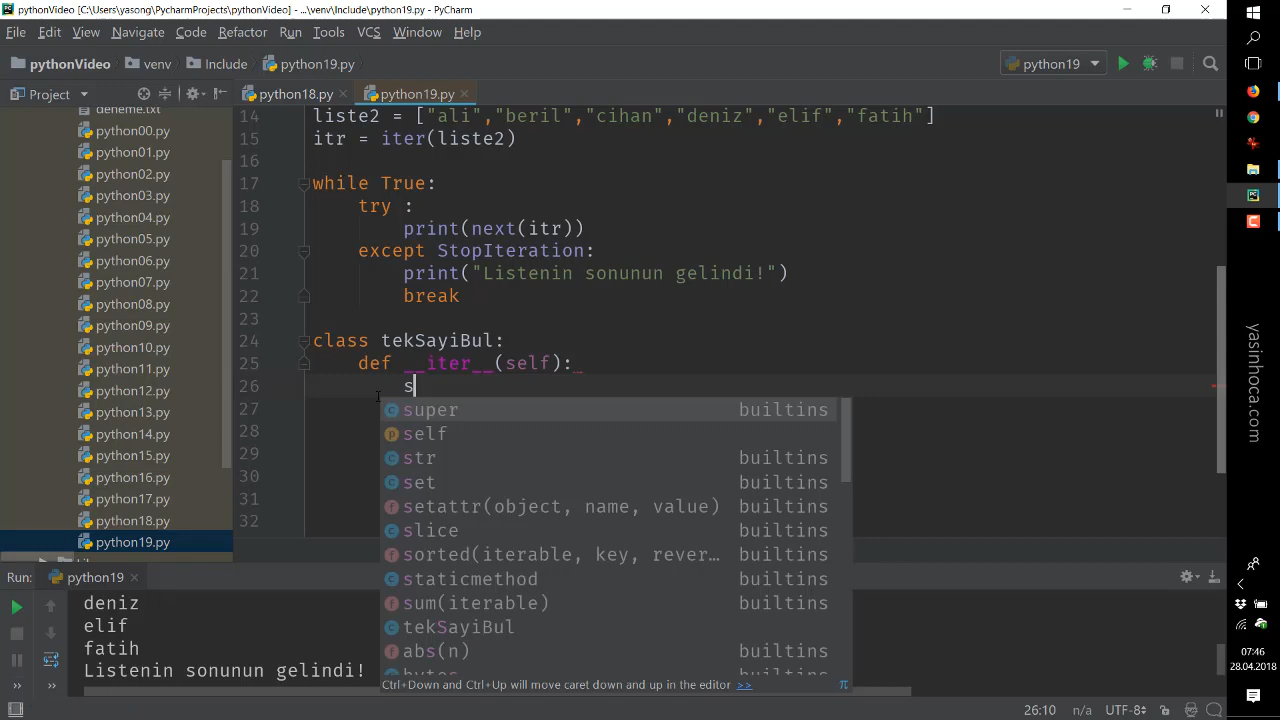 pythonVideo [C:\Users\yasong\PycharmProjects\pythonVideo] - ...\venv\Include\python19.py - PyCharm
File Edit View Navigate Code Refactor Run Tools VCS Window Help
pythonVideo venv Include python19.py python19
Project python18.py python19.py
deneme.txt
python00.py
python01.py
python02.py
python03.py
python04.py
python05.py
python06.py
python07.py
python08.py
python09.py
python10.py
python11.py
python12.py
python13.py
python14.py
python15.py
python16.py
python17.py
python18.py
python19.py
14 liste2 = ["ali","beril","cihan","deniz","elif","fatih"]
15 itr = iter(liste2)
16
17 while True:
18 try :
19 print(next(itr))
20 except StopIteration:
21 print("Listenin sonunun gelindi!")
22 break
23
24 class tekSayiBul:
25 def __iter__(self):
26 s
27
28
29
30
31
32
super builtins
self
str builtins
set builtins
setattr(object, name, value) builtins
slice builtins
sorted(iterable, key, rever… builtins
staticmethod builtins
sum(iterable) builtins
tekSayiBul
abs(n) builtins
bytes builtins
Ctrl+Down and Ctrl+Up will move caret down and up in the editor >> π
Run: python19
deniz
elif
fatih
Listenin sonunun gelindi!
26:10 n/a UTF-8
yasinhoca.com
07:46
28.04.2018